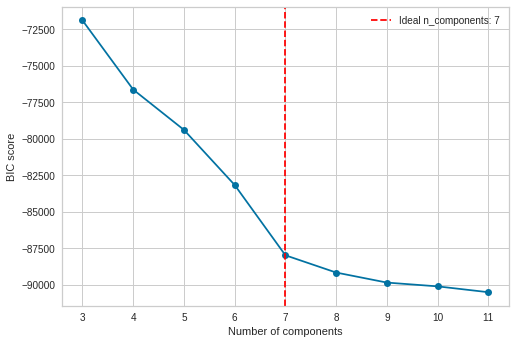 Ideal n_components: 7
−72500
−75000
−77500
−80000
−82500
−85000
−87500
−90000
BIC score
3 4 5 6 7 8 9 10 11
Number of components